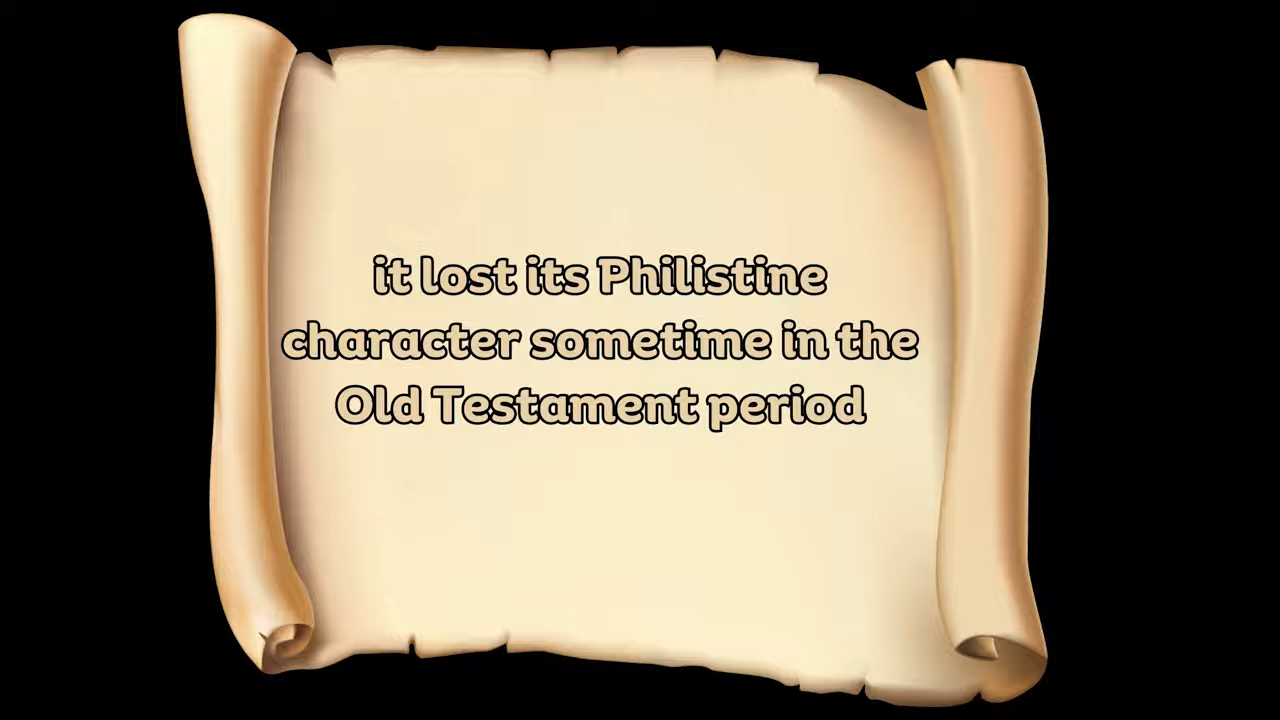 it lost its Philistine
character sometime in the
Old Testament period